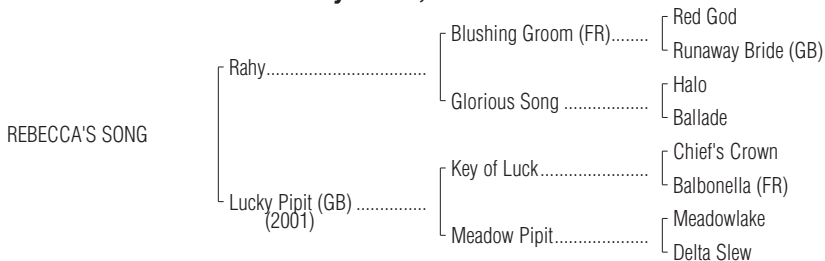 Red God
Blushing Groom (FR)........
Runaway Bride (GB)
Rahy.................................
Halo
Glorious Song ....................
Ballade
REBECCA'S SONG
Chief's Crown
Key of Luck.......................
Balbonella (FR)
Lucky Pipit (GB) ...............
(2001)
Meadowlake
Meadow Pipit....................
Delta Slew